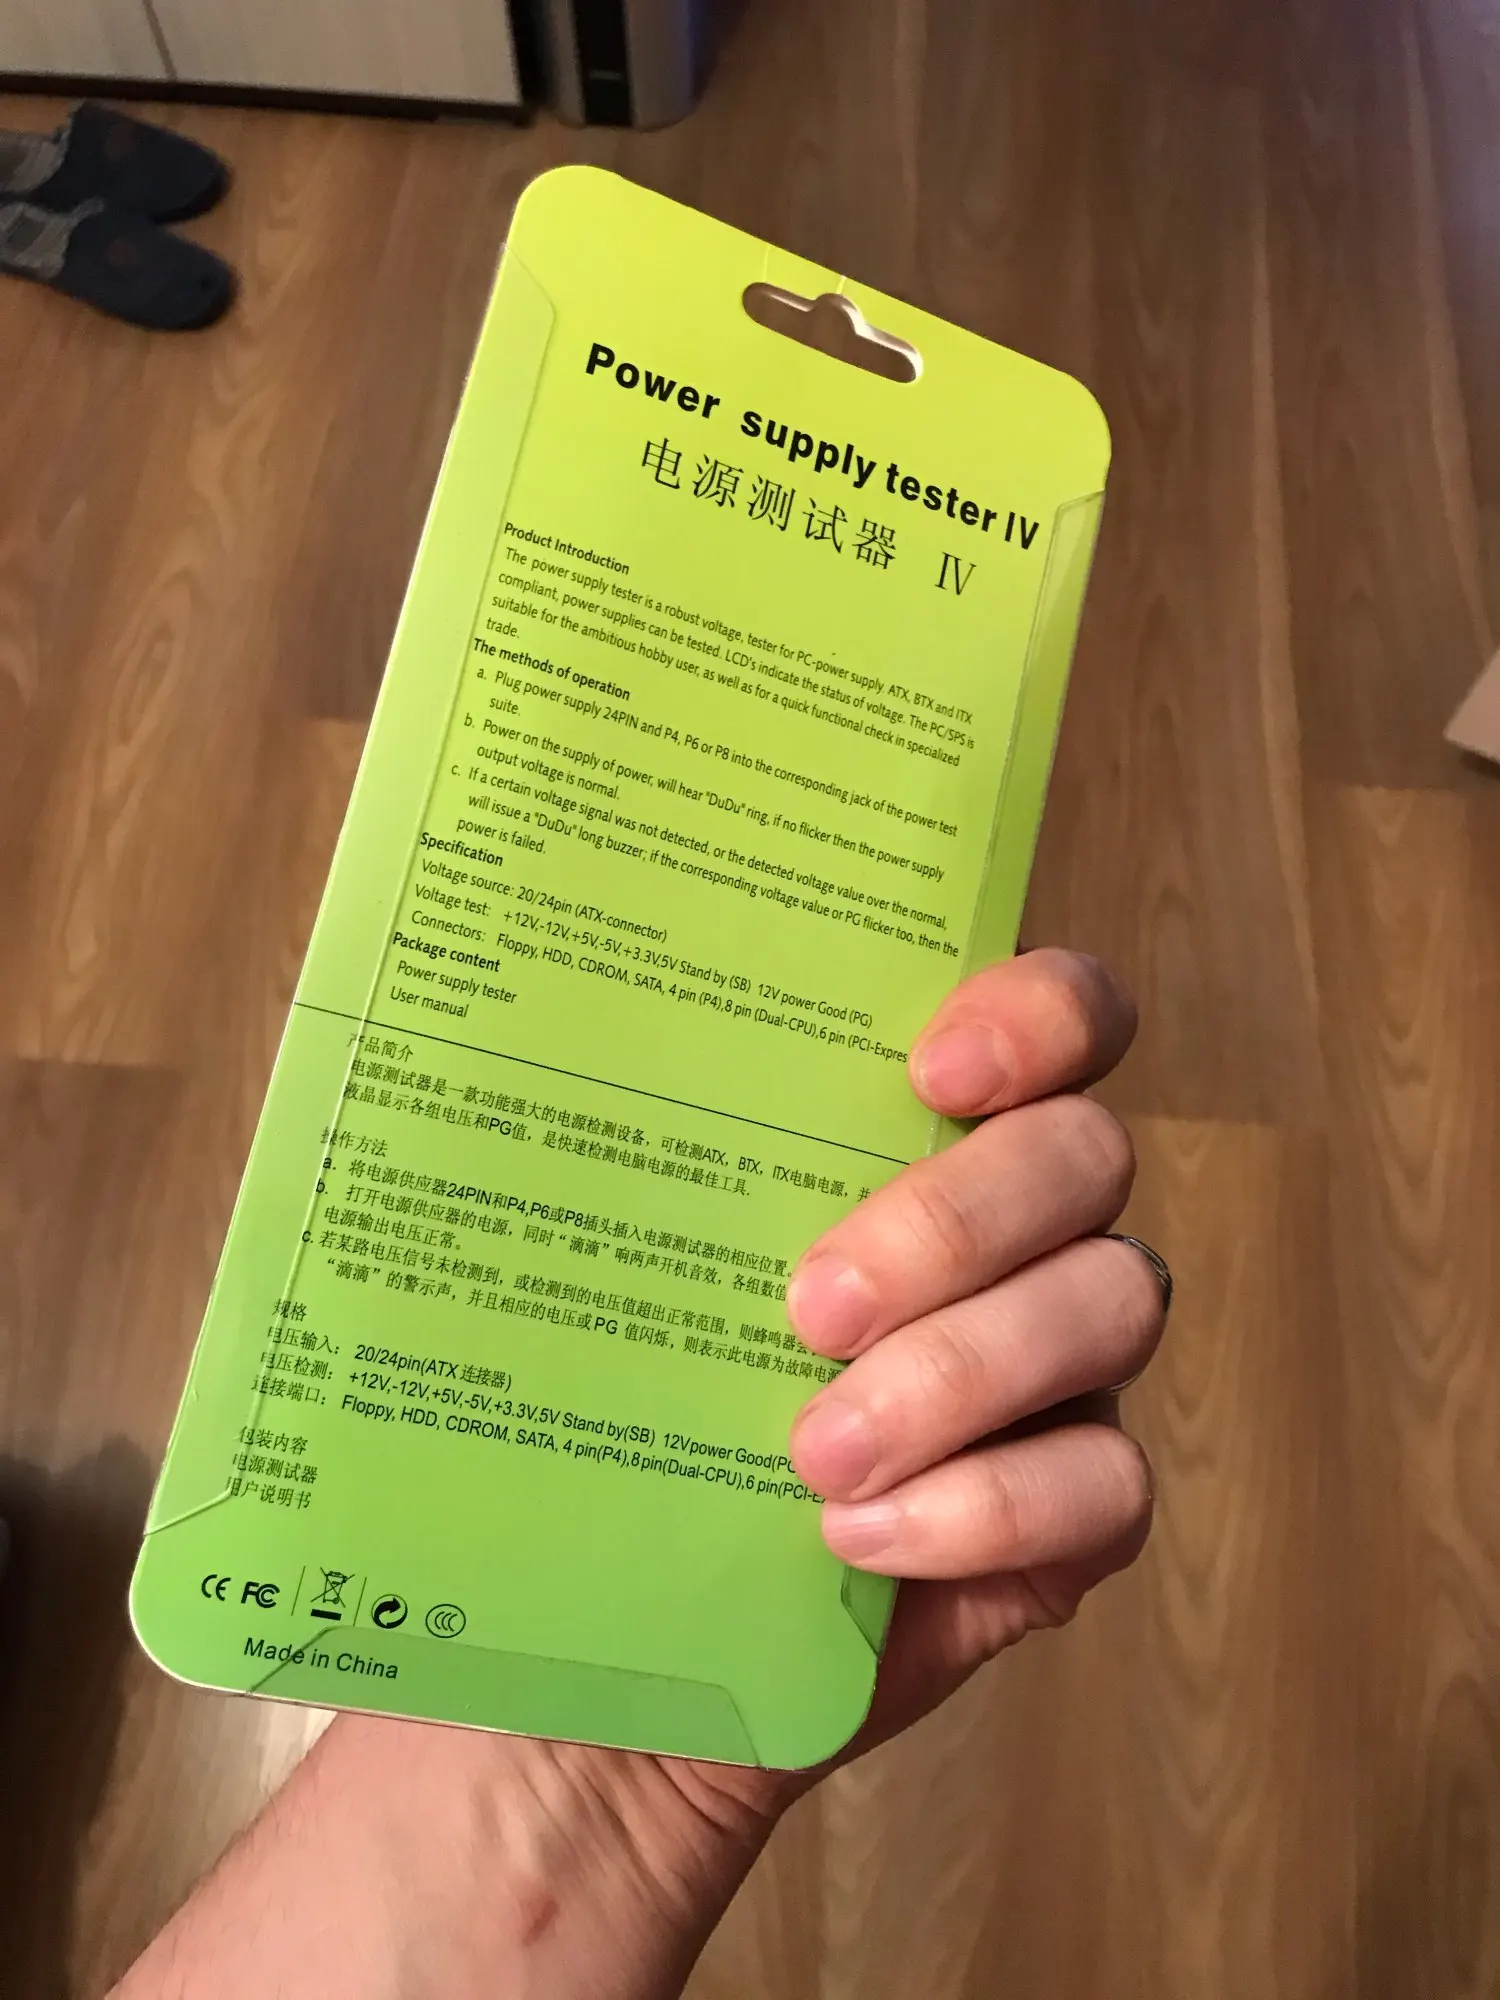 Power supply tester IV
电源测试器 IV
Product Introduction
The power supply tester is a robust voltage, tester for PC-power supply. ATX, BTX and ITX
compliant, power supplies can be tested. LCD's indicate the status of voltage. The PC/SPS is
suitable for the ambitious hobby user, as well as for a quick functional check in specialized
trade.
The methods of operation
a. Plug power supply 24PIN and P4, P6 or P8 into the corresponding jack of the power test
suite.
b. Power on the supply of power, will hear "DuDu" ring, if no flicker then the power supply
output voltage is normal.
c. If a certain voltage signal was not detected, or the detected voltage value over the normal,
will issue a "DuDu" long buzzer; if the corresponding voltage value or PG flicker too, then the
power is failed.
Specification
Voltage source: 20/24pin (ATX-connector)
Voltage test: +12V,-12V,+5V,-5V,+3.3V,5V Stand by (SB) 12V power Good (PG)
Connectors: Floppy, HDD, CDROM, SATA, 4 pin (P4),8 pin (Dual-CPU),6 pin (PCI-Expres
Package content
Power supply tester
User manual
产品简介
电源测试器是一款功能强大的电源检测设备，可检测ATX，BTX，ITX电脑电源，并
液晶显示各组电压和PG值，是快速检测电脑电源的最佳工具.
操作方法
a. 将电源供应器24PIN和P4,P6或P8插头插入电源测试器的相应位置。
b. 打开电源供应器的电源，同时“滴滴”响两声开机音效，各组数值
电源输出电压正常。
c. 若某路电压信号未检测到，或检测到的电压值超出正常范围，则蜂鸣器会
“滴滴”的警示声，并且相应的电压或PG 值闪烁，则表示此电源为故障电源
规格
电压输入： 20/24pin(ATX 连接器)
电压检测： +12V,-12V,+5V,-5V,+3.3V,5V Stand by(SB) 12Vpower Good(PG
连接端口： Floppy, HDD, CDROM, SATA, 4 pin(P4),8pin(Dual-CPU),6 pin(PCI-E
包装内容
电源测试器
用户说明书
CE FC CCC
Made in China